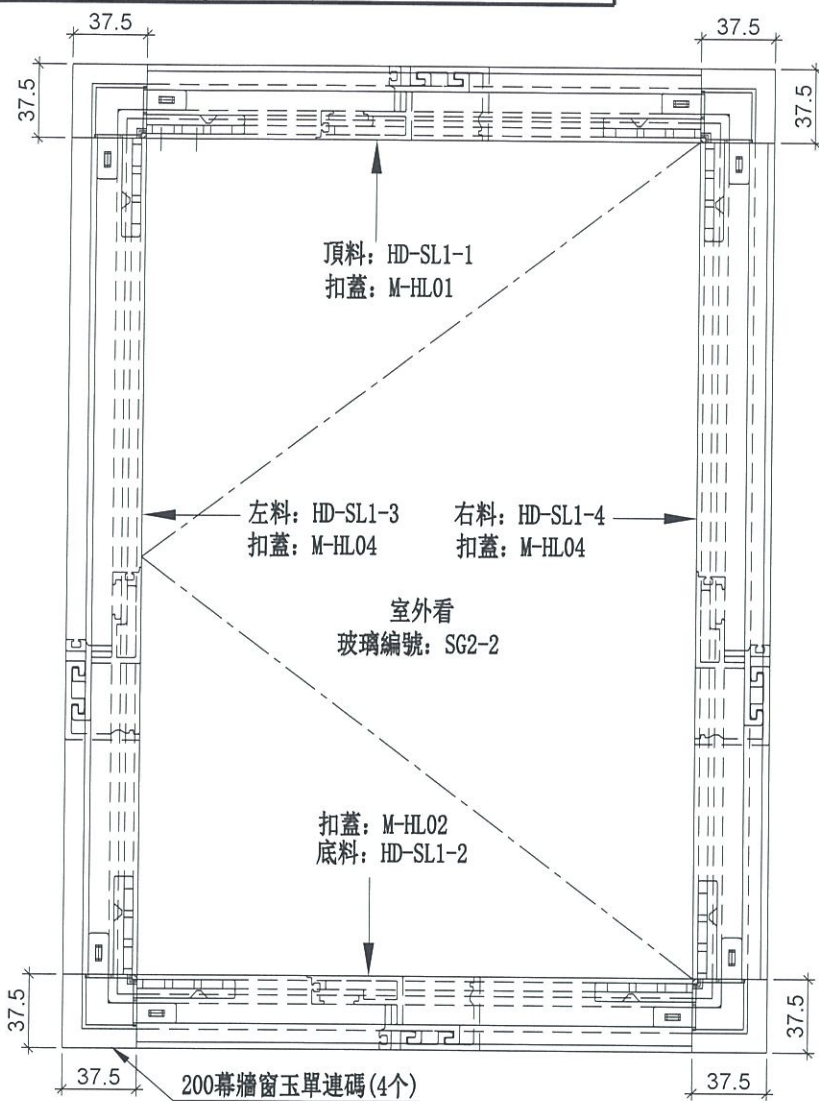 37.5
37.5
37.5
37.5
頂料: HD-SL1-1
扣蓋: M-HL01
左料: HD-SL1-3
扣蓋: M-HL04
右料: HD-SL1-4
扣蓋: M-HL04
室外看
玻璃編號: SG2-2
扣蓋: M-HL02
底料: HD-SL1-2
37.5
37.5
37.5
200幕牆窗玉單連碼(4个)
37.5